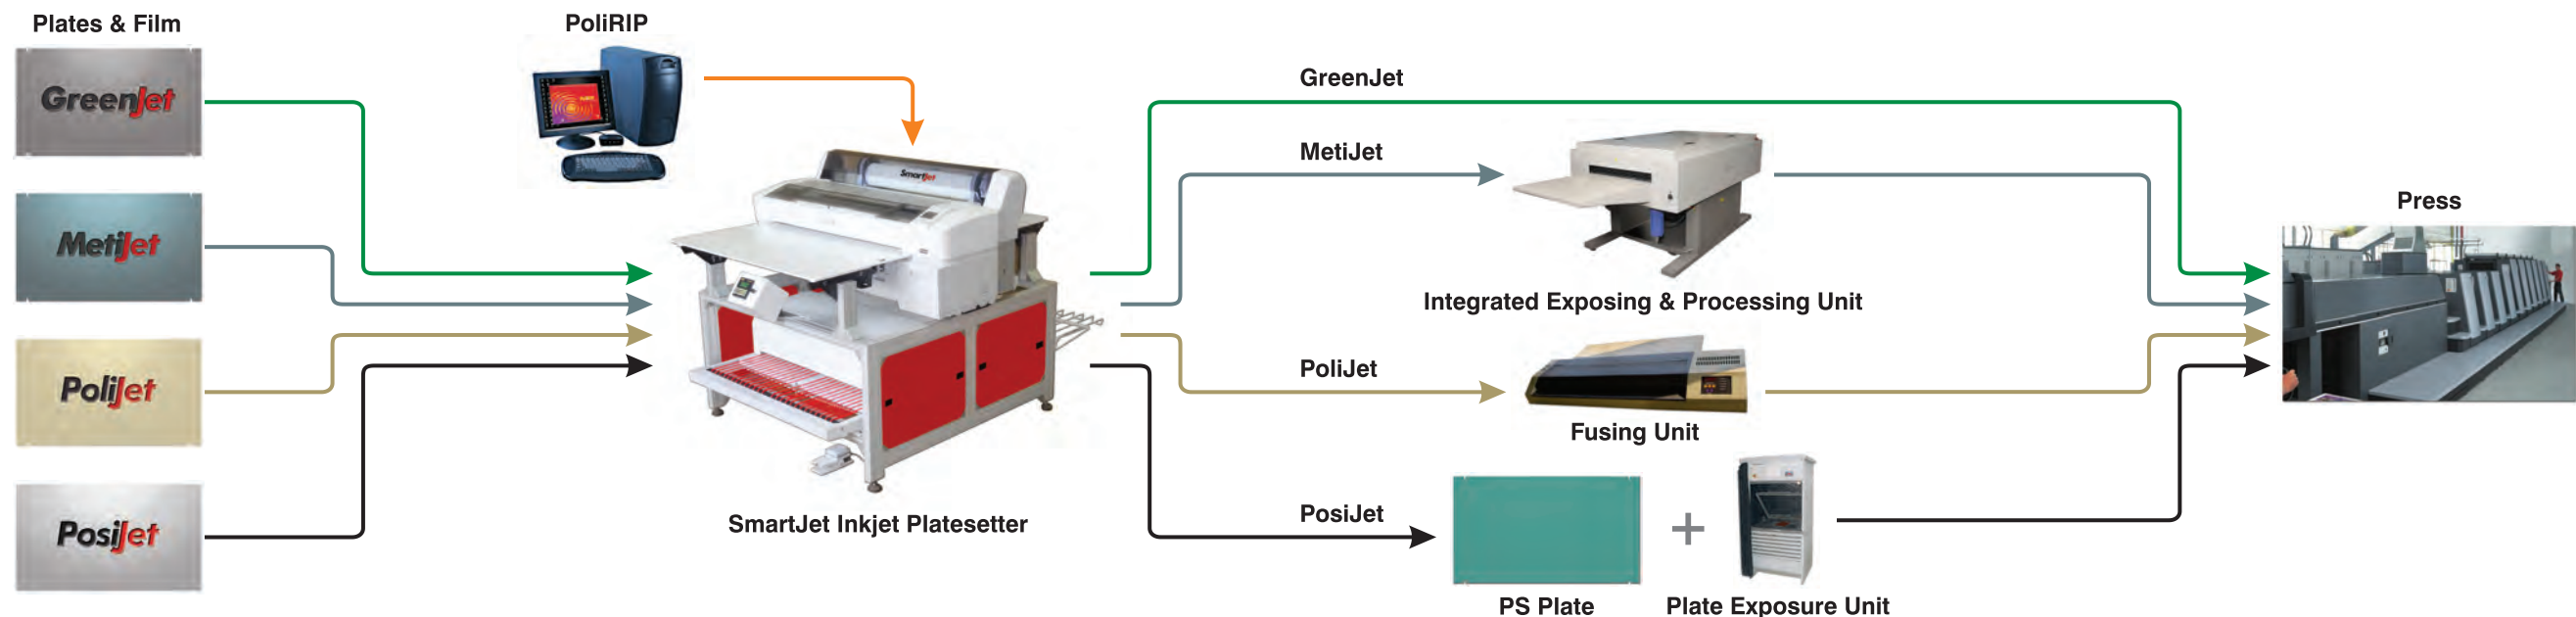 Plates & Film
GreenJet
MetiJet
PoliJet
PosiJet
PoliRIP
SmartJet
SmartJet Inkjet Platesetter
GreenJet
MetiJet
Integrated Exposing & Processing Unit
PoliJet
Fusing Unit
PosiJet
PS Plate
+
Plate Exposure Unit
Press